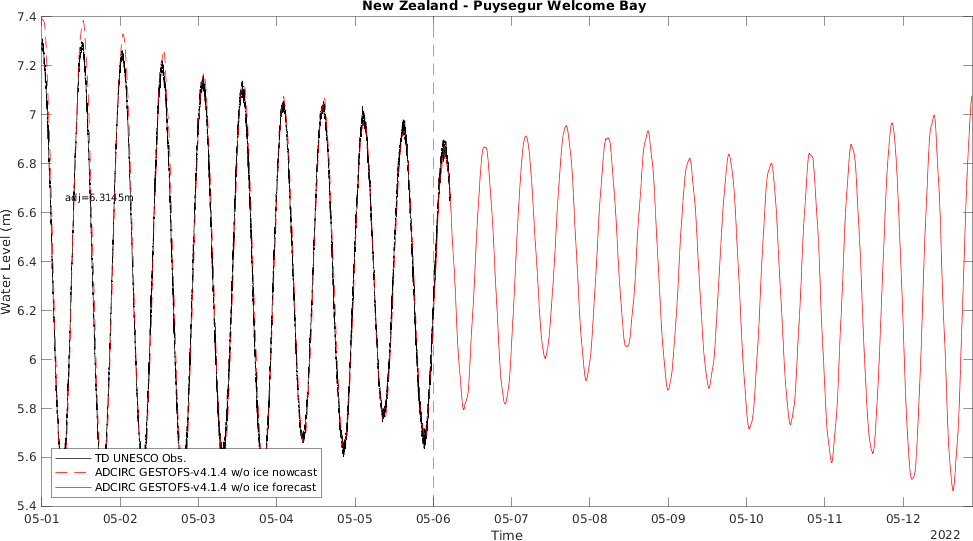 New Zealand - Puysegur Welcome Bay
7.4
7.2
7
6.8
6.6
6.4
6.2
6
5.8
5.6
5.4
Water Level (m)
adj=6.3145m
TD UNESCO Obs.
ADCIRC GESTOFS-v4.1.4 w/o ice nowcast
ADCIRC GESTOFS-v4.1.4 w/o ice forecast
05-01 05-02 05-03 05-04 05-05 05-06 05-07 05-08 05-09 05-10 05-11 05-12
Time
2022